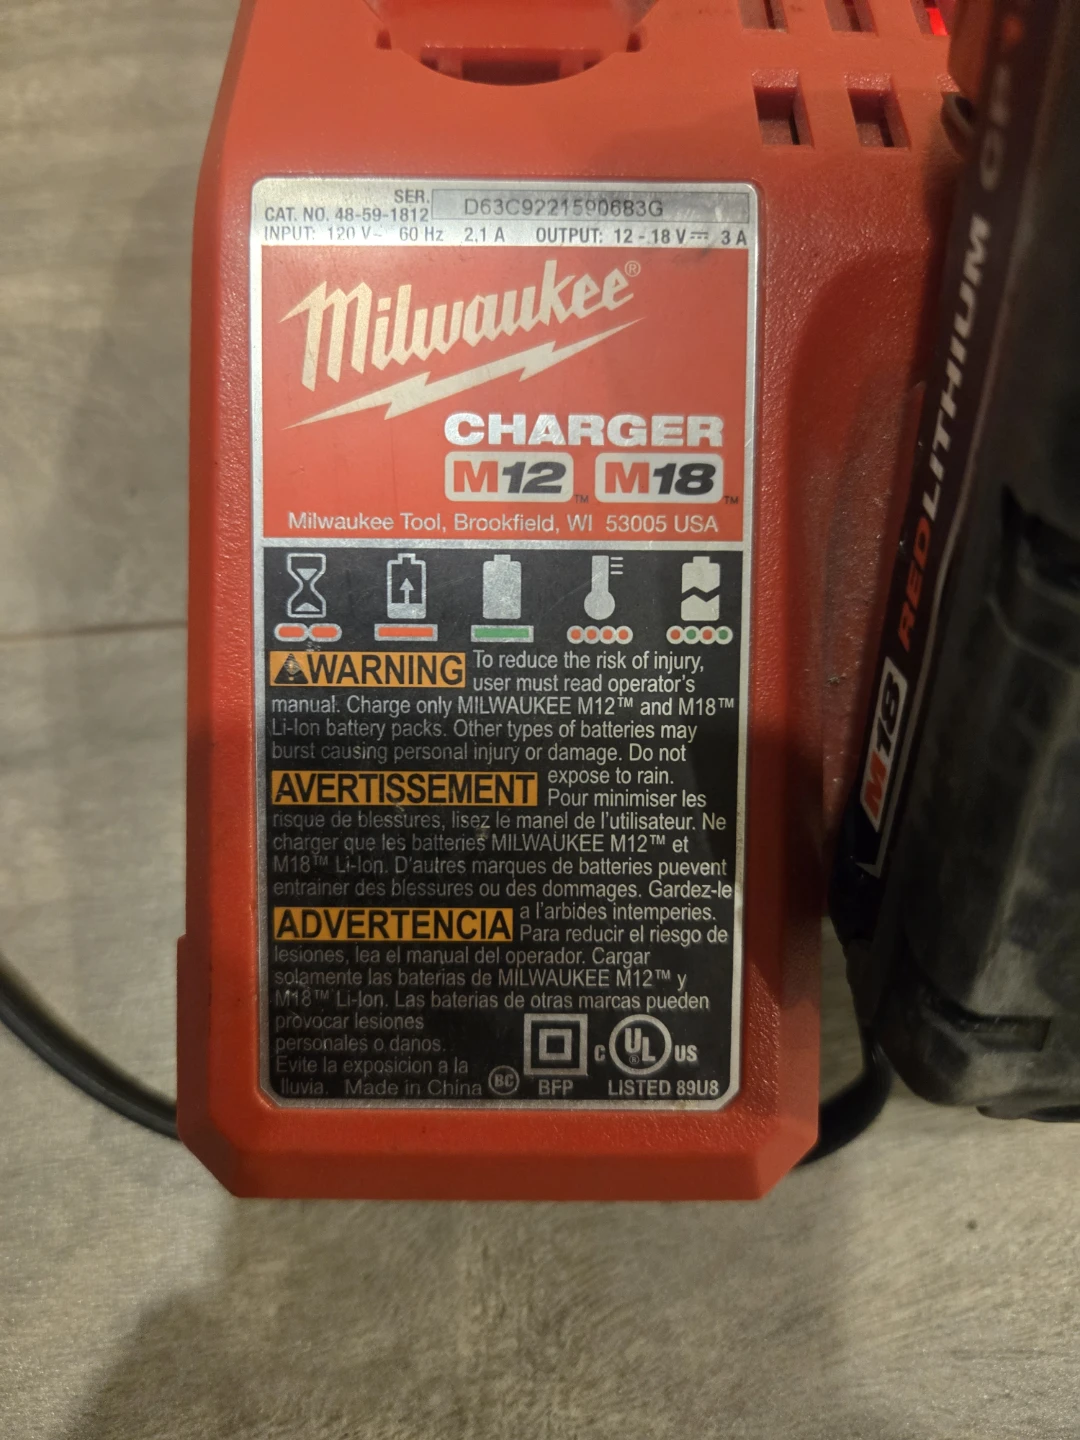 SER. D63C9221590683G
CAT. NO. 48-59-1812
INPUT: 120 V~ 60 Hz 2,1 A OUTPUT: 12 - 18 V⎓ 3 A
Milwaukee®
CHARGER
M12™ M18™
Milwaukee Tool, Brookfield, WI 53005 USA
WARNING To reduce the risk of injury,
user must read operator's
manual. Charge only MILWAUKEE M12™ and M18™
Li-Ion battery packs. Other types of batteries may
burst causing personal injury or damage. Do not
expose to rain.
AVERTISSEMENT Pour minimiser les
risque de blessures, lisez le manel de l'utilisateur. Ne
charger que les batteries MILWAUKEE M12™ et
M18™ Li-Ion. D'autres marques de batteries puevent
entrainer des blessures ou des dommages. Gardez-le
a l'arbides intemperies.
ADVERTENCIA Para reducir el riesgo de
lesiones, lea el manual del operador. Cargar
solamente las baterias de MILWAUKEE M12™ y
M18™ Li-Ion. Las baterias de otras marcas pueden
provocar lesiones
personales o danos.
Evite la exposicion a la
lluvia. Made in China BC BFP
C UL® US
LISTED 89U8
M18 REDLITHIUM